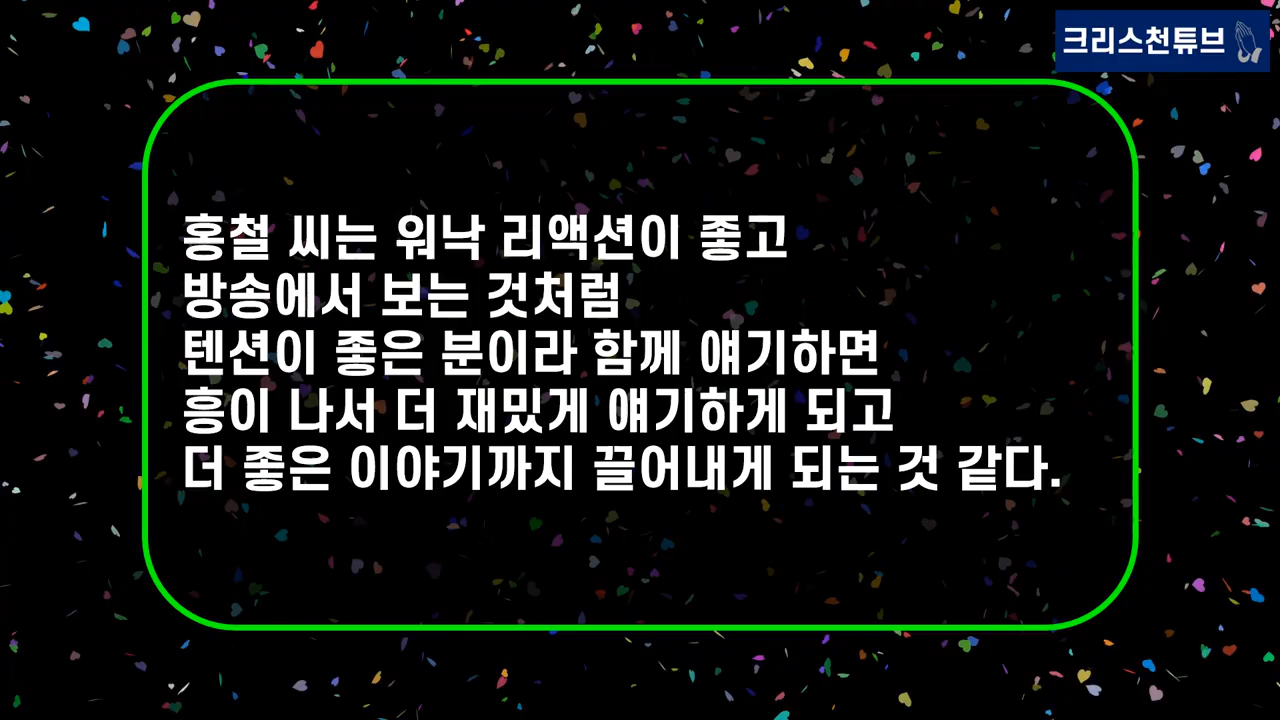 크리스천튜브
홍철 씨는 워낙 리액션이 좋고
방송에서 보는 것처럼
텐션이 좋은 분이라 함께 얘기하면
흥이 나서 더 재밌게 얘기하게 되고
더 좋은 이야기까지 끌어내게 되는 것 같다.